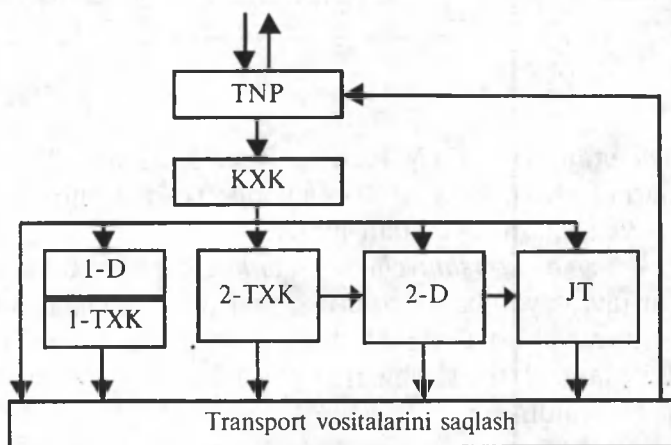 TNP
KXK
1-D
1-TXK
2-TXK
2-D
JT
Transport vositalarini saqlash